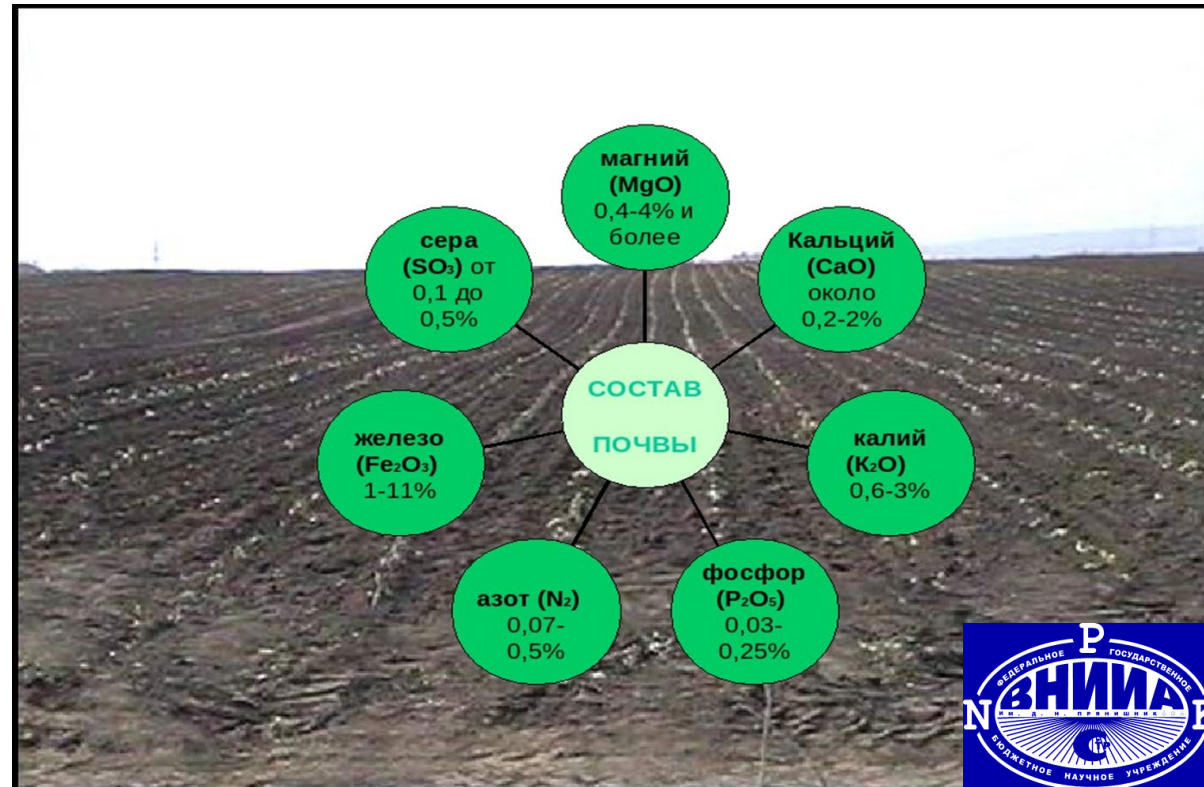 магний
(MgO)
0,4-4% и
более
Кальций
(CaO)
около
0,2-2%
калий
(K₂O)
0,6-3%
фосфор
(P₂O₅)
0,03-
0,25%
азот (N₂)
0,07-
0,5%
железо
(Fe₂O₃)
1-11%
сера
(SO₃) от
0,1 до
0,5%
СОСТАВ
ПОЧВЫ
P
ФЕДЕРАЛЬНОЕ ГОСУДАРСТВЕННОЕ
ВНИИА
N
ИМ. Д. Н. ПРЯНИШНИК
БЮДЖЕТНОЕ НАУЧНОЕ УЧРЕЖДЕНИЕ